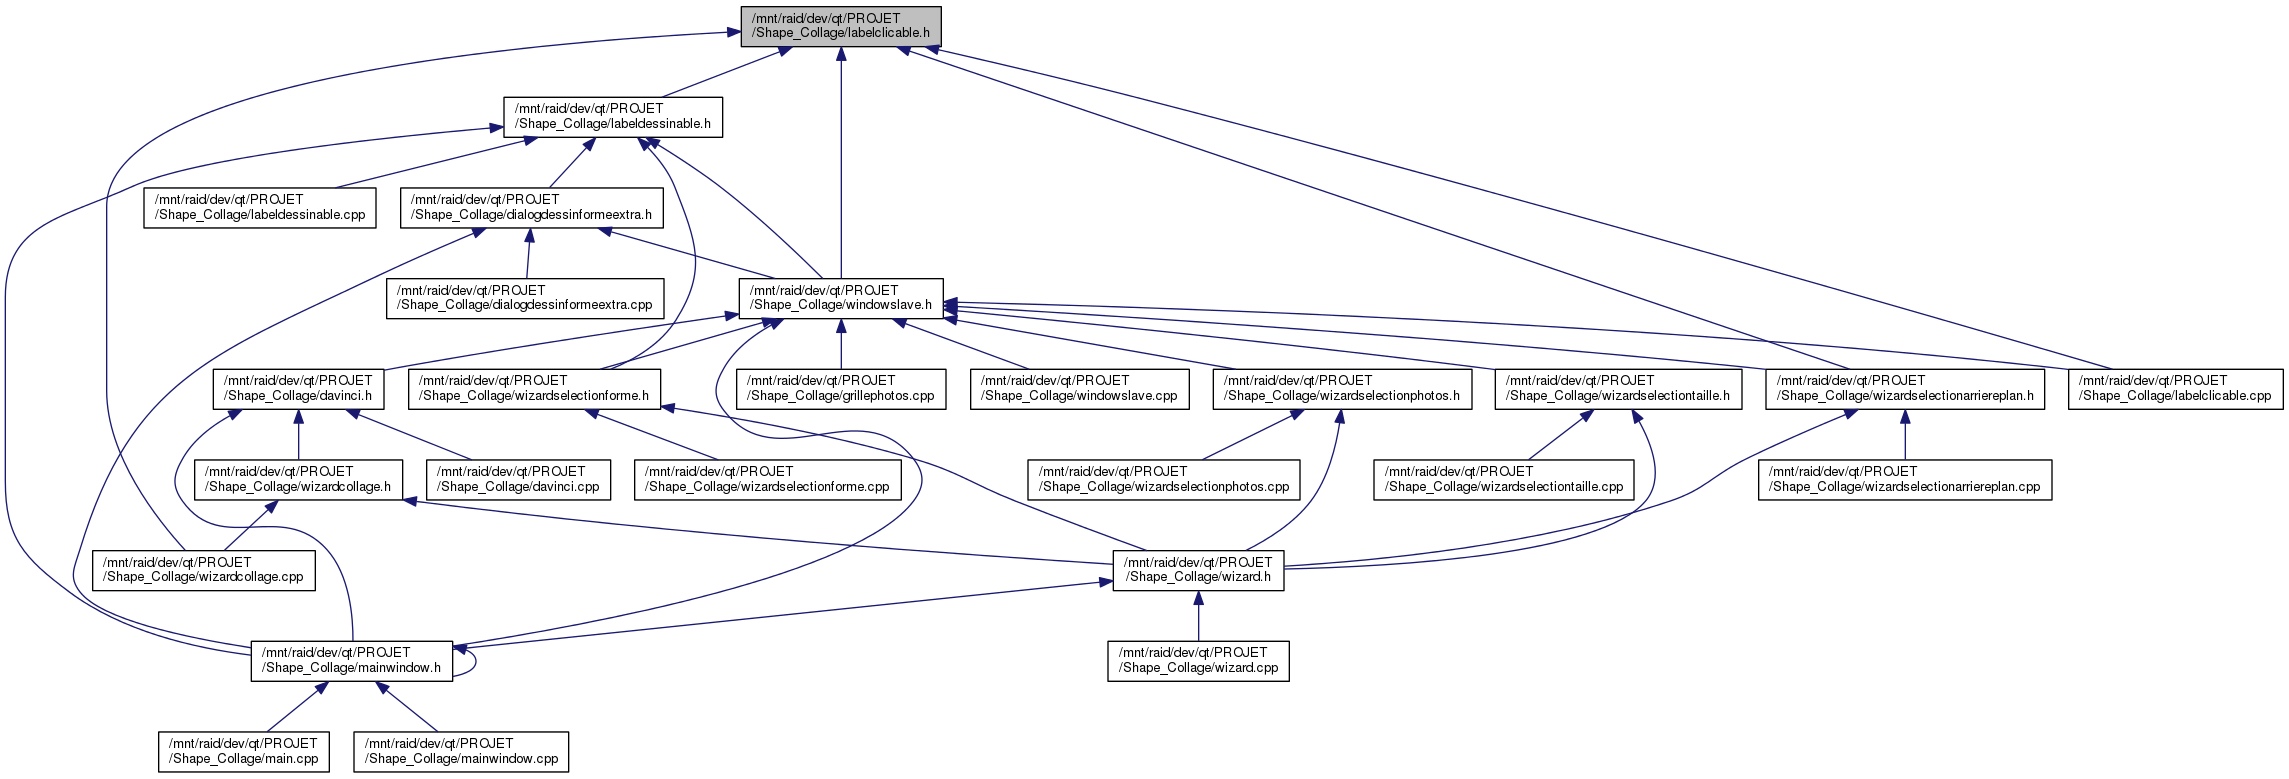 /mnt/raid/dev/qt/PROJET
/Shape_Collage/labelclicable.h
/mnt/raid/dev/qt/PROJET
/Shape_Collage/labeldessinable.h
/mnt/raid/dev/qt/PROJET
/Shape_Collage/labeldessinable.cpp
/mnt/raid/dev/qt/PROJET
/Shape_Collage/dialogdessinformeextra.h
/mnt/raid/dev/qt/PROJET
/Shape_Collage/dialogdessinformeextra.cpp
/mnt/raid/dev/qt/PROJET
/Shape_Collage/windowslave.h
/mnt/raid/dev/qt/PROJET
/Shape_Collage/davinci.h
/mnt/raid/dev/qt/PROJET
/Shape_Collage/wizardselectionforme.h
/mnt/raid/dev/qt/PROJET
/Shape_Collage/grillephotos.cpp
/mnt/raid/dev/qt/PROJET
/Shape_Collage/windowslave.cpp
/mnt/raid/dev/qt/PROJET
/Shape_Collage/wizardselectionphotos.h
/mnt/raid/dev/qt/PROJET
/Shape_Collage/wizardselectiontaille.h
/mnt/raid/dev/qt/PROJET
/Shape_Collage/wizardselectionarriereplan.h
/mnt/raid/dev/qt/PROJET
/Shape_Collage/labelclicable.cpp
/mnt/raid/dev/qt/PROJET
/Shape_Collage/wizardcollage.h
/mnt/raid/dev/qt/PROJET
/Shape_Collage/davinci.cpp
/mnt/raid/dev/qt/PROJET
/Shape_Collage/wizardselectionforme.cpp
/mnt/raid/dev/qt/PROJET
/Shape_Collage/wizardselectionphotos.cpp
/mnt/raid/dev/qt/PROJET
/Shape_Collage/wizardselectiontaille.cpp
/mnt/raid/dev/qt/PROJET
/Shape_Collage/wizardselectionarriereplan.cpp
/mnt/raid/dev/qt/PROJET
/Shape_Collage/wizardcollage.cpp
/mnt/raid/dev/qt/PROJET
/Shape_Collage/wizard.h
/mnt/raid/dev/qt/PROJET
/Shape_Collage/mainwindow.h
/mnt/raid/dev/qt/PROJET
/Shape_Collage/wizard.cpp
/mnt/raid/dev/qt/PROJET
/Shape_Collage/main.cpp
/mnt/raid/dev/qt/PROJET
/Shape_Collage/mainwindow.cpp